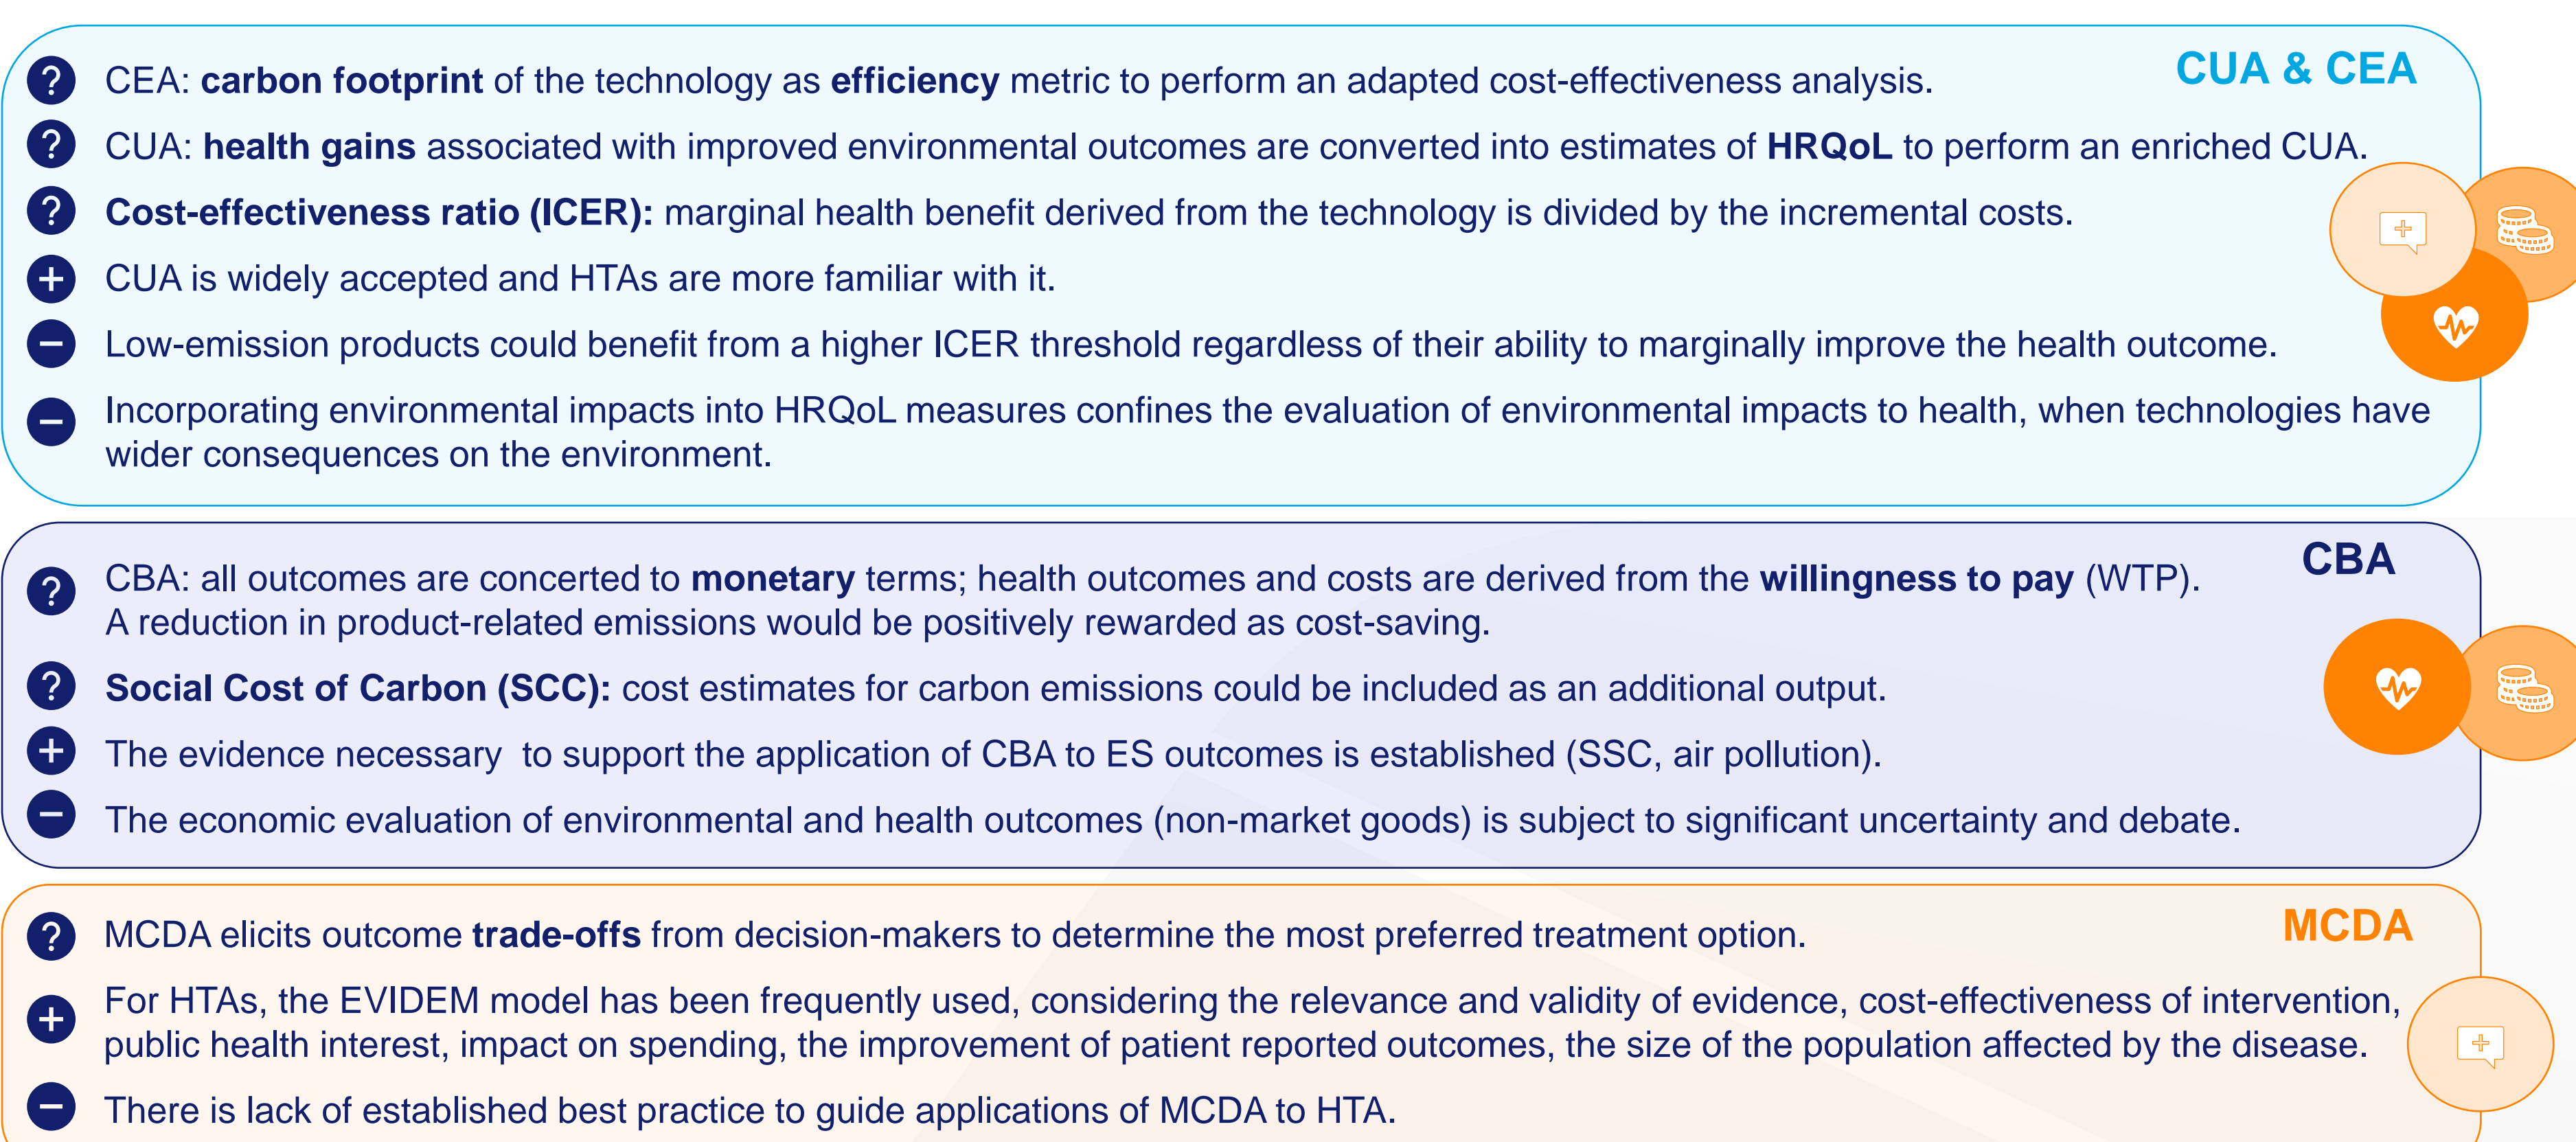 CUA & CEA
CEA: carbon footprint of the technology as efficiency metric to perform an adapted cost-effectiveness analysis.
CUA: health gains associated with improved environmental outcomes are converted into estimates of HRQoL to perform an enriched CUA.
Cost-effectiveness ratio (ICER): marginal health benefit derived from the technology is divided by the incremental costs.
CUA is widely accepted and HTAs are more familiar with it.
Low-emission products could benefit from a higher ICER threshold regardless of their ability to marginally improve the health outcome.
Incorporating environmental impacts into HRQoL measures confines the evaluation of environmental impacts to health, when technologies have
wider consequences on the environment.
CBA
CBA: all outcomes are concerted to monetary terms; health outcomes and costs are derived from the willingness to pay (WTP).
A reduction in product-related emissions would be positively rewarded as cost-saving.
Social Cost of Carbon (SCC): cost estimates for carbon emissions could be included as an additional output.
The evidence necessary  to support the application of CBA to ES outcomes is established (SSC, air pollution).
The economic evaluation of environmental and health outcomes (non-market goods) is subject to significant uncertainty and debate.
MCDA
MCDA elicits outcome trade-offs from decision-makers to determine the most preferred treatment option.
For HTAs, the EVIDEM model has been frequently used, considering the relevance and validity of evidence, cost-effectiveness of intervention,
public health interest, impact on spending, the improvement of patient reported outcomes, the size of the population affected by the disease.
There is lack of established best practice to guide applications of MCDA to HTA.